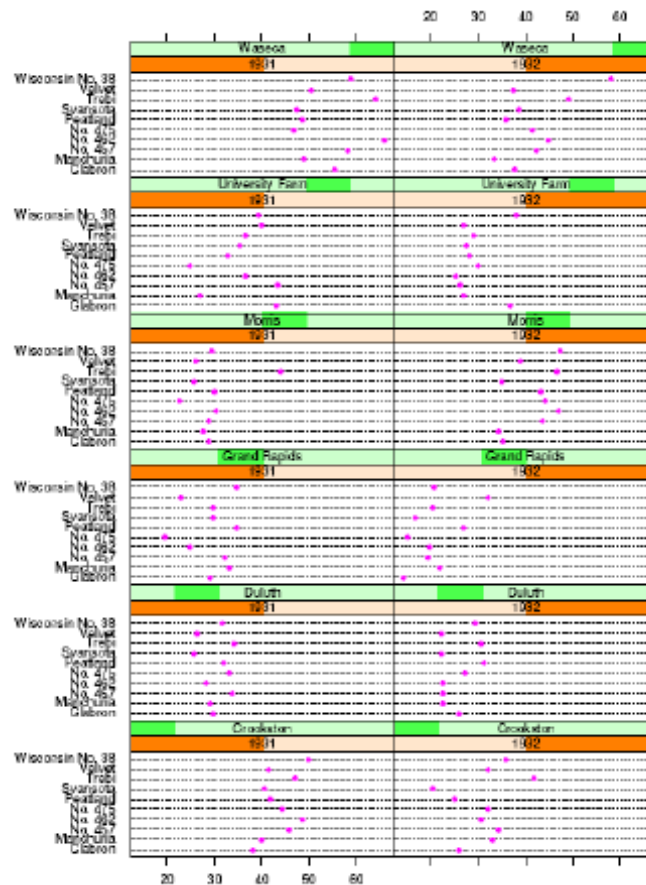 20 30 40 50 60
Waseca Waseca
1931 1932
Wisconsin No. 38
Velvet
Trebi
Svansota
Peatland
No. 475
No. 462
No. 457
Manchuria
Glabron
University Farm University Farm
1931 1932
Wisconsin No. 38
Velvet
Trebi
Svansota
Peatland
No. 475
No. 462
No. 457
Manchuria
Glabron
Morris Morris
1931 1932
Wisconsin No. 38
Velvet
Trebi
Svansota
Peatland
No. 475
No. 462
No. 457
Manchuria
Glabron
Grand Rapids Grand Rapids
1931 1932
Wisconsin No. 38
Velvet
Trebi
Svansota
Peatland
No. 475
No. 462
No. 457
Manchuria
Glabron
Duluth Duluth
1931 1932
Wisconsin No. 38
Velvet
Trebi
Svansota
Peatland
No. 475
No. 462
No. 457
Manchuria
Glabron
Crookston Crookston
1931 1932
Wisconsin No. 38
Velvet
Trebi
Svansota
Peatland
No. 475
No. 462
No. 457
Manchuria
Glabron
20 30 40 50 60